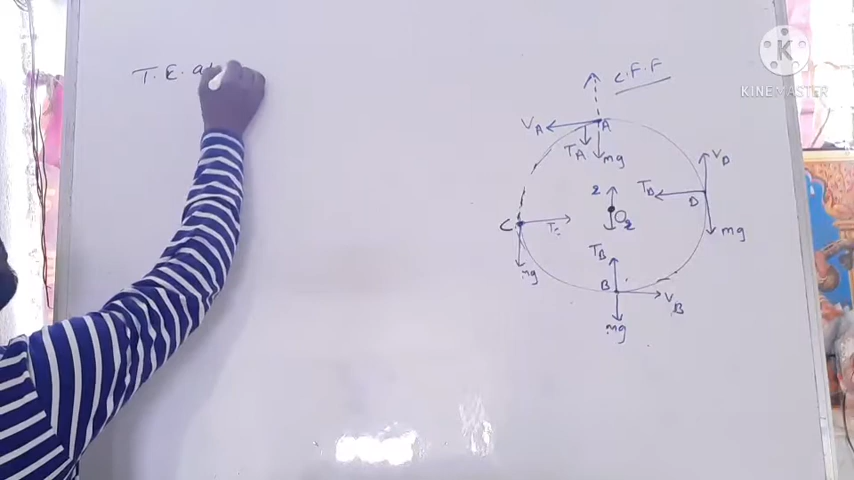 T.E. at
C.F.F
K
KINEMASTER
VA
A
TA
mg
VD
TD
D
mg
r
O
r
C
TC
mg
TB
B
VB
mg